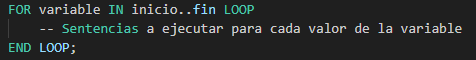 FOR variable IN inicio..fin LOOP
    -- Sentencias a ejecutar para cada valor de la variable
END LOOP;